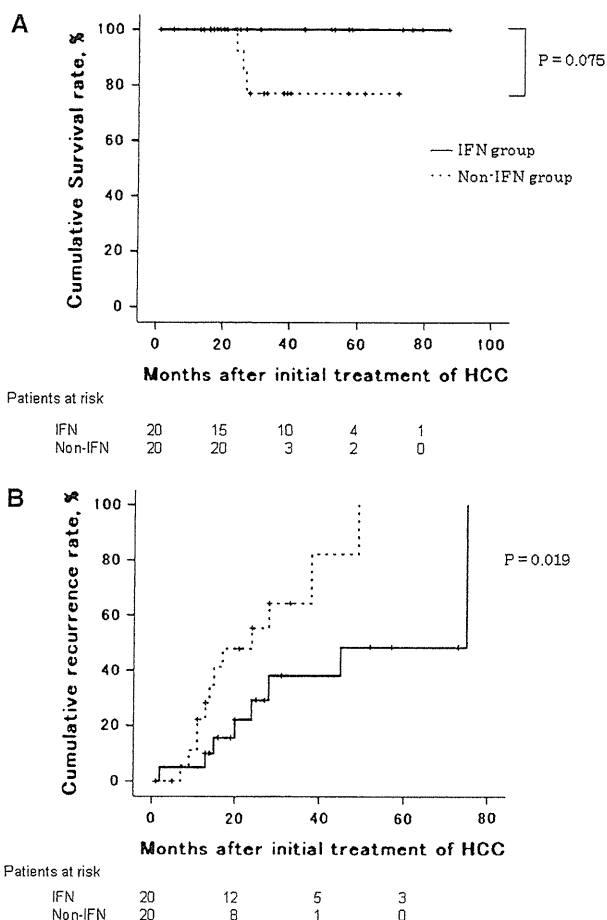 A
Cumulative Survival rate, %
100
80
60
40
20
0
P = 0.075
IFN group
Non-IFN group
0 20 40 60 80 100
Months after initial treatment of HCC
Patients at risk
IFN 20 15 10 4 1
Non-IFN 20 20 3 2 0
B
Cumulative recurrence rate, %
100
80
60
40
20
0
P = 0.019
0 20 40 60 80
Months after initial treatment of HCC
Patients at risk
IFN 20 12 5 3
Non-IFN 20 8 1 0